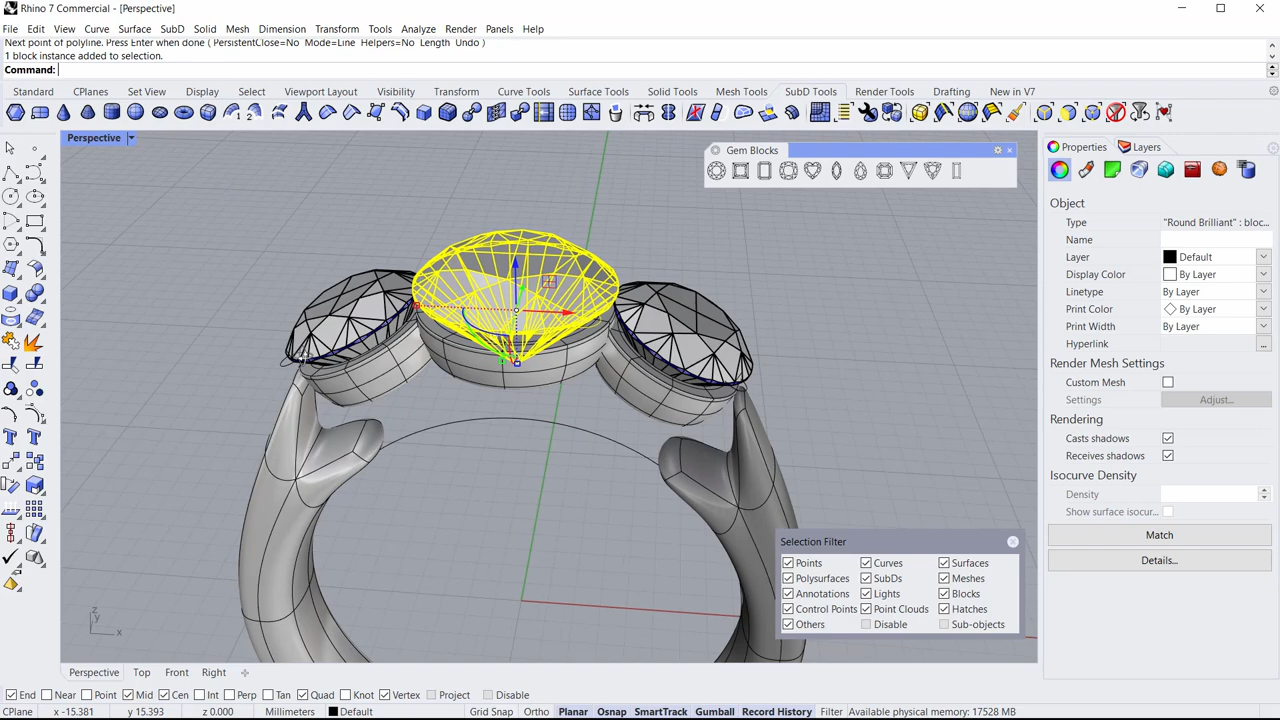 Rhino 7 Commercial - [Perspective]
File Edit View Curve Surface SubD Solid Mesh Dimension Transform Tools Analyze Render Panels Help
Next point of polyline. Press Enter when done ( PersistentClose=No Mode=Line Helpers=No Length Undo )
1 block instance added to selection.
Command:
Standard CPlanes Set View Display Select Viewport Layout Visibility Transform Curve Tools Surface Tools Solid Tools Mesh Tools SubD Tools Render Tools Drafting New in V7
Perspective
Gem Blocks
Properties Layers
Object
Type "Round Brilliant" : bloc...
Name
Layer Default
Display Color By Layer
Linetype By Layer
Print Color By Layer
Print Width By Layer
Hyperlink ...
Render Mesh Settings
Custom Mesh
Settings Adjust...
Rendering
Casts shadows
Receives shadows
Isocurve Density
Density
Show surface isocur...
Match
Details...
Selection Filter
Points Curves Surfaces
Polysurfaces SubDs Meshes
Annotations Lights Blocks
Control Points Point Clouds Hatches
Others Disable Sub-objects
z
y
x
Perspective Top Front Right
End Near Point Mid Cen Int Perp Tan Quad Knot Vertex Project Disable
CPlane x -15.381 y 15.393 z 0.000 Millimeters Default Grid Snap Ortho Planar Osnap SmartTrack Gumball Record History Filter Available physical memory: 17528 MB